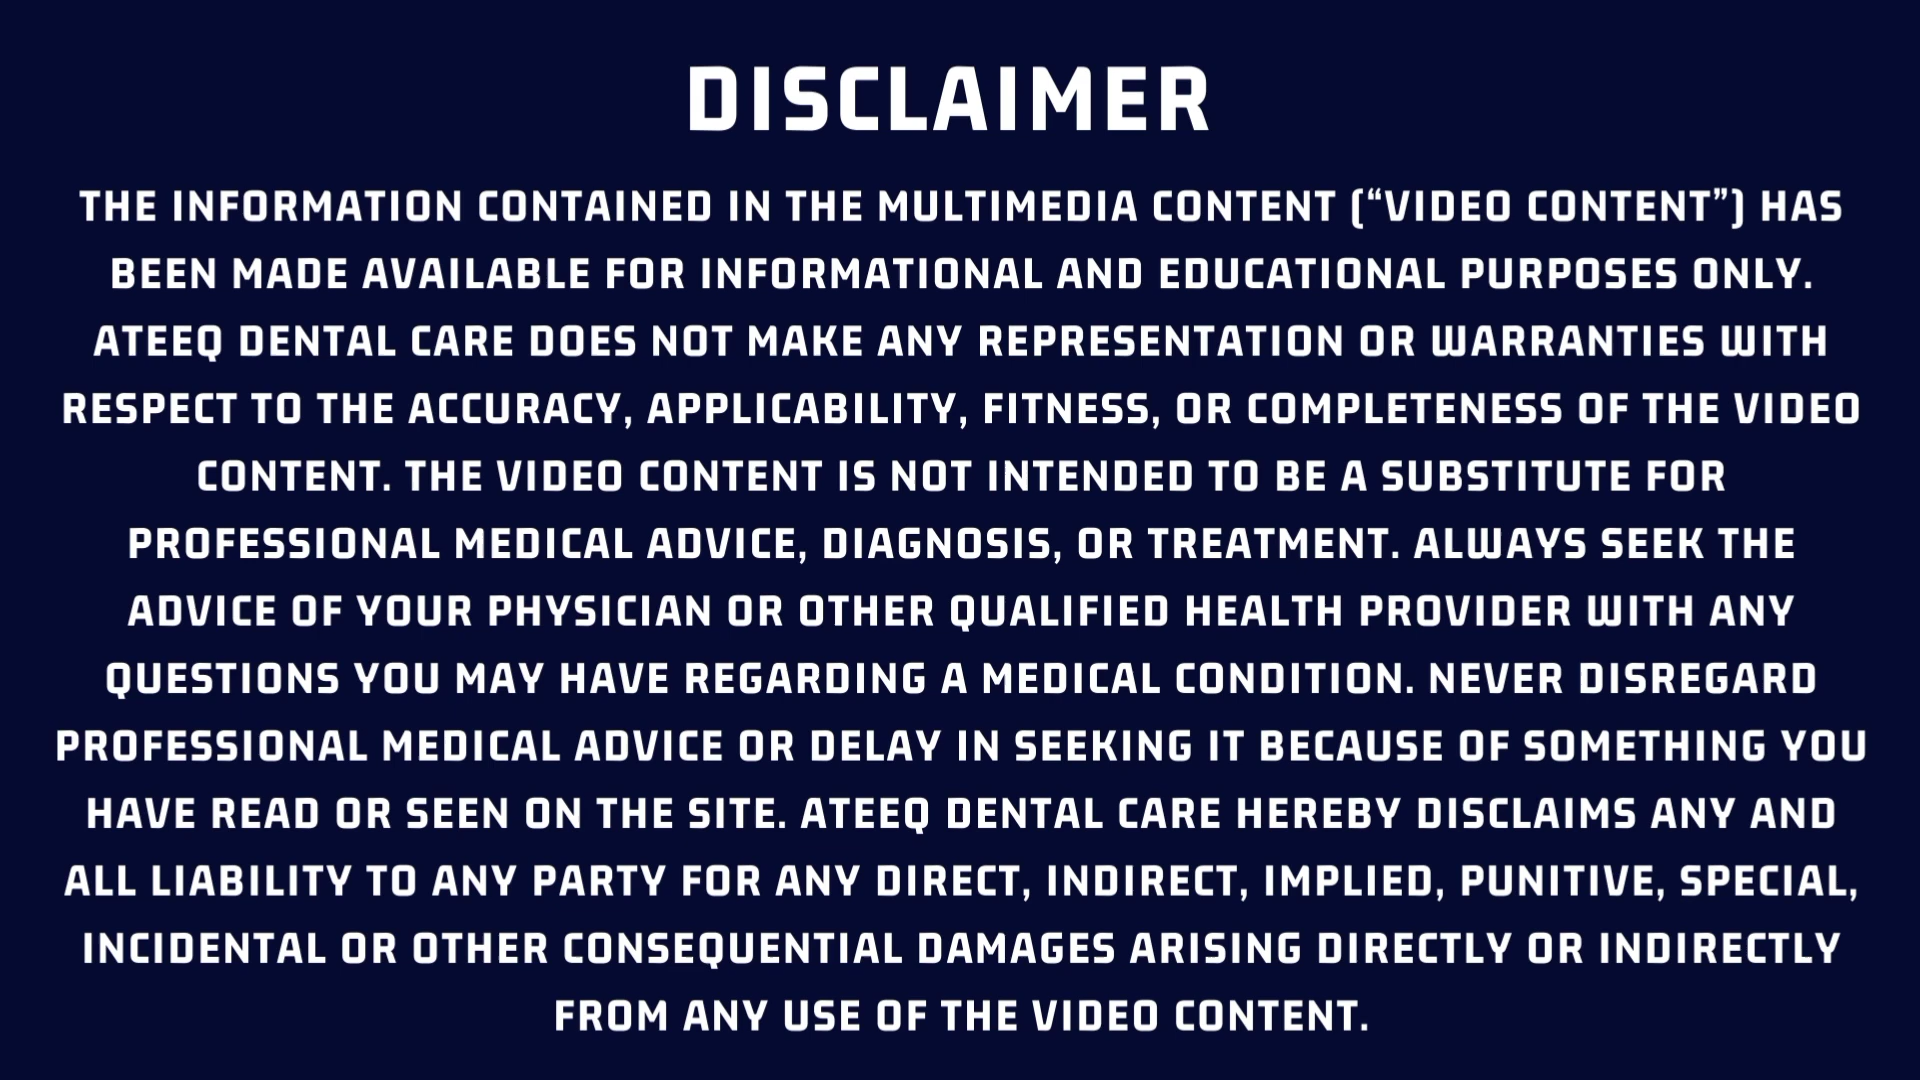 DISCLAIMER
THE INFORMATION CONTAINED IN THE MULTIMEDIA CONTENT (“VIDEO CONTENT”) HAS
BEEN MADE AVAILABLE FOR INFORMATIONAL AND EDUCATIONAL PURPOSES ONLY.
ATEEQ DENTAL CARE DOES NOT MAKE ANY REPRESENTATION OR WARRANTIES WITH
RESPECT TO THE ACCURACY, APPLICABILITY, FITNESS, OR COMPLETENESS OF THE VIDEO
CONTENT. THE VIDEO CONTENT IS NOT INTENDED TO BE A SUBSTITUTE FOR
PROFESSIONAL MEDICAL ADVICE, DIAGNOSIS, OR TREATMENT. ALWAYS SEEK THE
ADVICE OF YOUR PHYSICIAN OR OTHER QUALIFIED HEALTH PROVIDER WITH ANY
QUESTIONS YOU MAY HAVE REGARDING A MEDICAL CONDITION. NEVER DISREGARD
PROFESSIONAL MEDICAL ADVICE OR DELAY IN SEEKING IT BECAUSE OF SOMETHING YOU
HAVE READ OR SEEN ON THE SITE. ATEEQ DENTAL CARE HEREBY DISCLAIMS ANY AND
ALL LIABILITY TO ANY PARTY FOR ANY DIRECT, INDIRECT, IMPLIED, PUNITIVE, SPECIAL,
INCIDENTAL OR OTHER CONSEQUENTIAL DAMAGES ARISING DIRECTLY OR INDIRECTLY
FROM ANY USE OF THE VIDEO CONTENT.